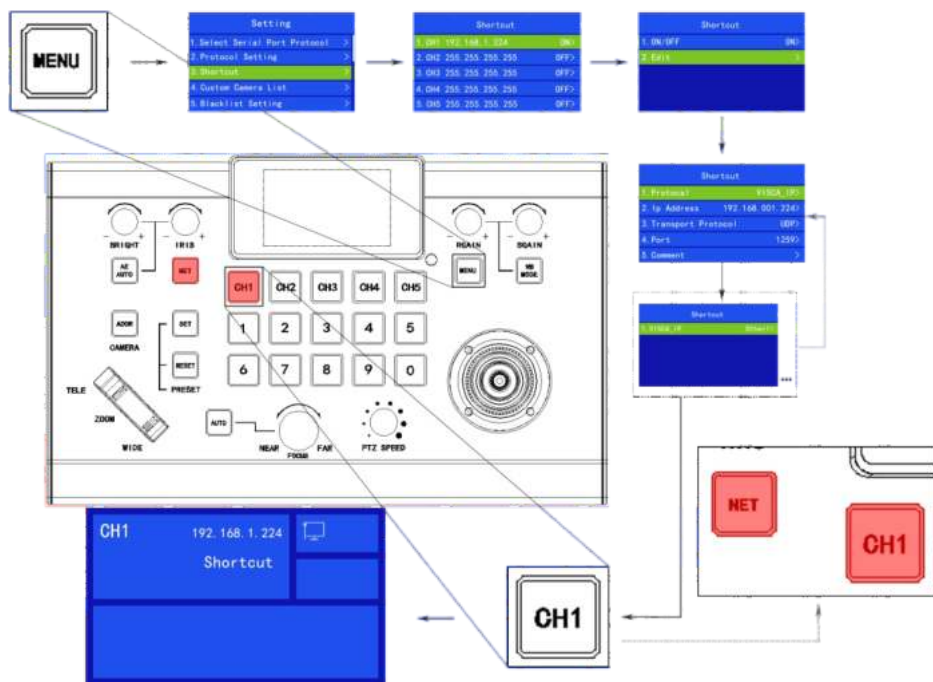 MENU
Setting
1.Select Serial Port Protocol >
2.Protocol Setting >
3.Shortcut >
4.Custom Camera List >
5.Blacklist Setting >
Shortcut
1.CH1 192.168.1.224 ON>
2.CH2 255.255.255.255 OFF>
3.CH3 255.255.255.255 OFF>
4.CH4 255.255.255.255 OFF>
5.CH5 255.255.255.255 OFF>
Shortcut
1.ON/OFF ON>
2.Edit >
Shortcut
1.Protocol VISCA_IP>
2.Ip Address 192.168.001.224>
3.Transport Protocol UDP>
4.Port 1259>
5.Comment >
Shortcut
1.VISCA_IP
...
- + - +
BRIGHT IRIS
- + - +
RGAIN BGAIN
AE AUTO
NET
MENU
WB MODE
CH1 CH2 CH3 CH4 CH5
ADDR
CAMERA
SET
1 2 3 4 5
RESET
PRESET
6 7 8 9 0
TELE
ZOOM
WIDE
AUTO
NEAR FAR
FOCUS
PTZ SPEED
NET
CH1
CH1 192.168.1.224
Shortcut
CH1